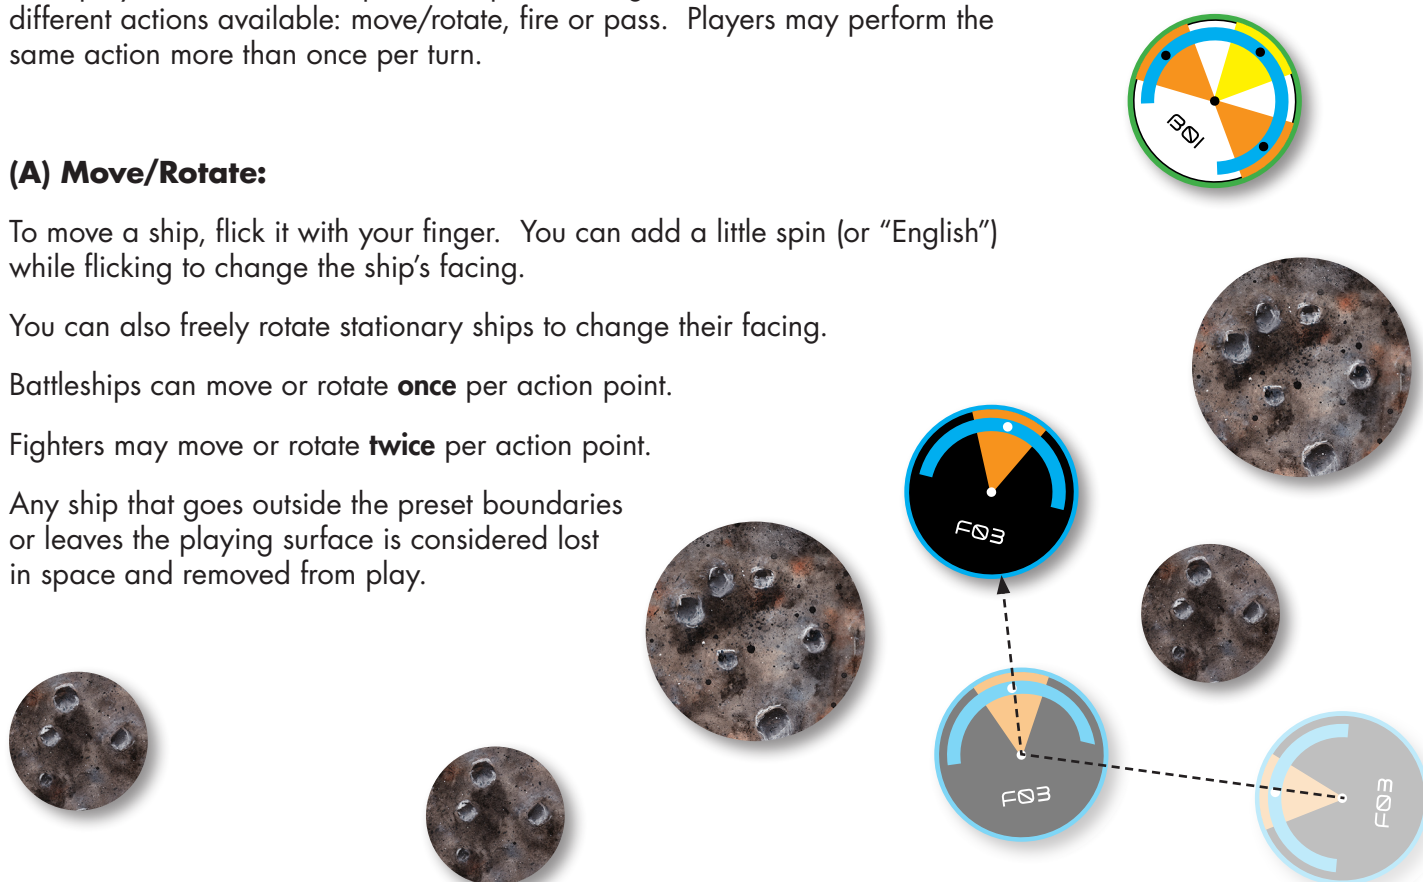 different actions available: move/rotate, fire or pass. Players may perform the
same action more than once per turn.
B01
(A) Move/Rotate:
To move a ship, flick it with your finger. You can add a little spin (or “English”)
while flicking to change the ship’s facing.
You can also freely rotate stationary ships to change their facing.
Battleships can move or rotate once per action point.
Fighters may move or rotate twice per action point.
Any ship that goes outside the preset boundaries
or leaves the playing surface is considered lost
in space and removed from play.
F03
F03
F03